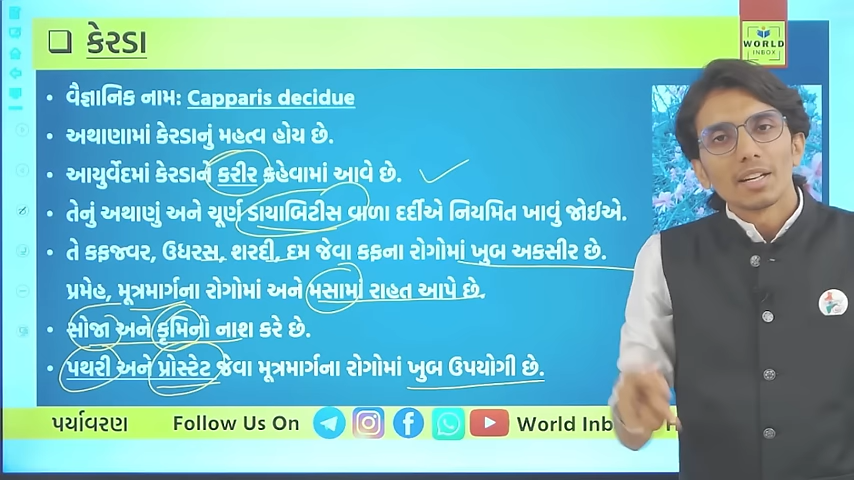 ❑ કેરડા
WORLD
INBOX
• વૈજ્ઞાનિક નામ: Capparis decidue
• અથાણામાં કેરડાનું મહત્વ હોય છે.
• આયુર્વેદમાં કેરડાને કરીર કહેવામાં આવે છે.
• તેનું અથાણું અને ચૂર્ણ ડાયાબિટીસ વાળા દર્દીએ નિયમિત ખાવું જોઈએ.
• તે કફજ્વર, ઉધરસ, શરદી, દમ જેવા કફના રોગોમાં ખુબ અકસીર છે.
પ્રમેહ, મૂત્રમાર્ગના રોગોમાં અને મસામાં રાહત આપે છે.
• સોજા અને કૃમિનો નાશ કરે છે.
• પથરી અને પ્રોસ્ટેટ જેવા મૂત્રમાર્ગના રોગોમાં ખુબ ઉપયોગી છે.
પર્યાવરણ Follow Us On World Inb